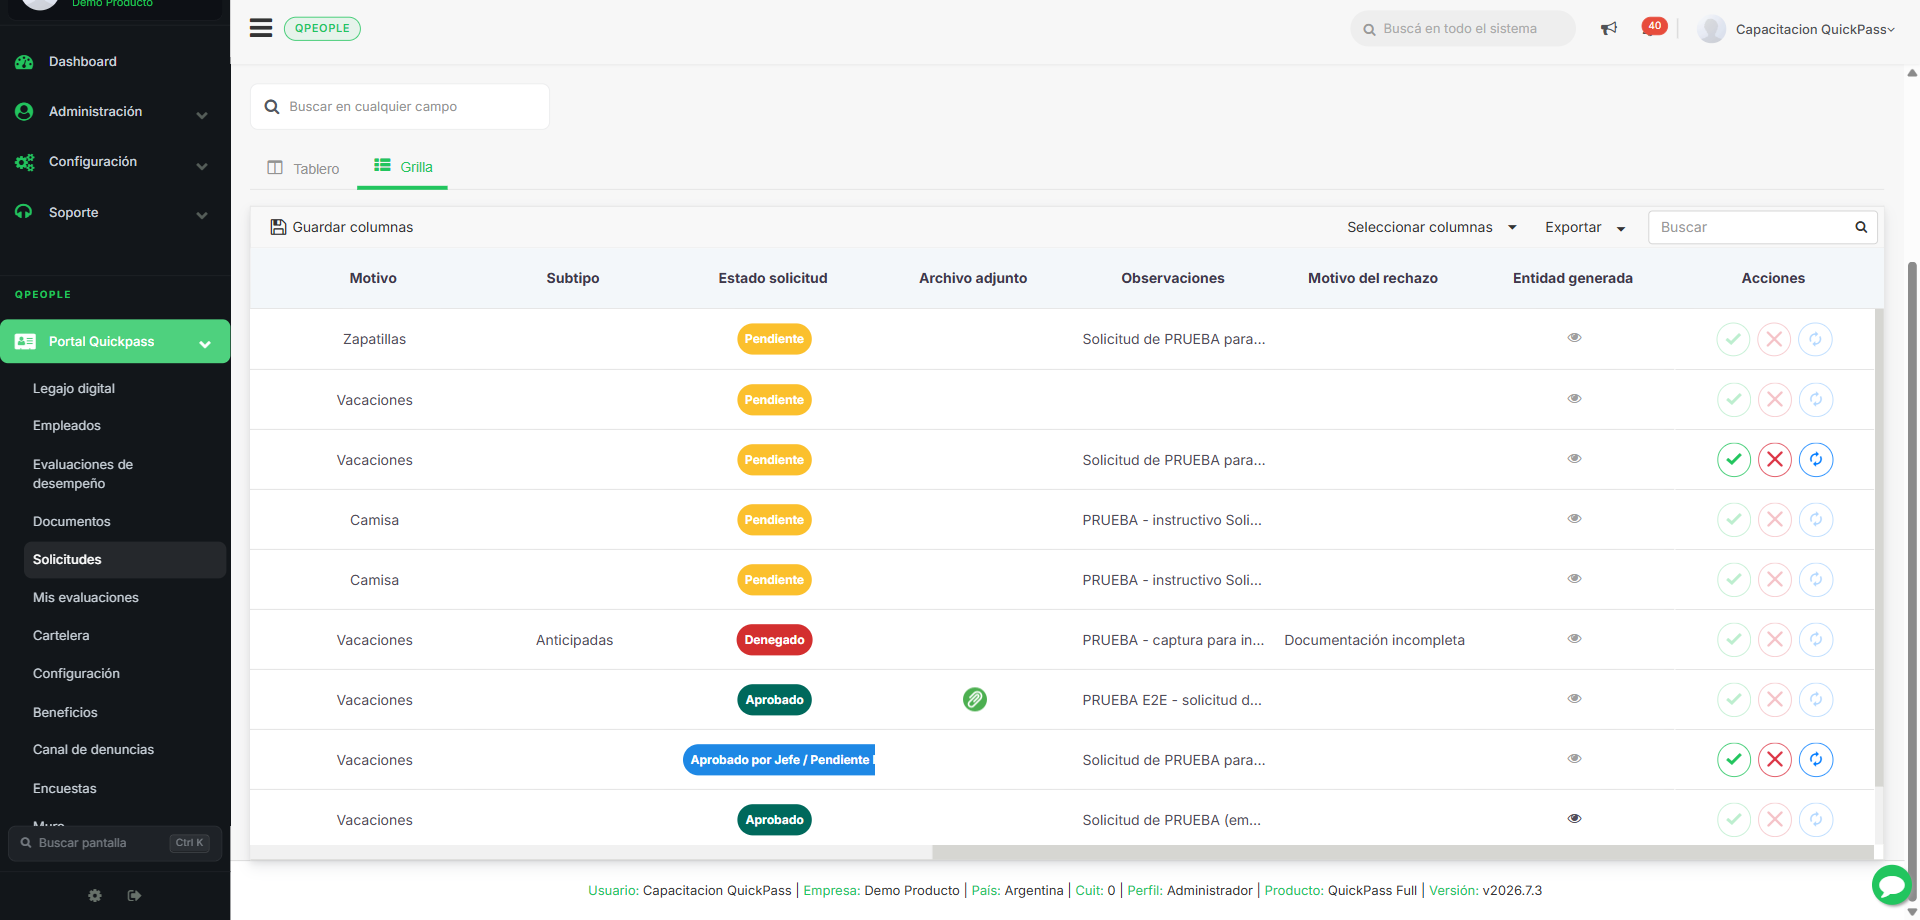 Demo Producto
QPEOPLE
Buscá en todo el sistema
40
Capacitacion QuickPass
Dashboard
Administración
Configuración
Soporte
QPEOPLE
Portal Quickpass
Legajo digital
Empleados
Evaluaciones de
desempeño
Documentos
Solicitudes
Mis evaluaciones
Cartelera
Configuración
Beneficios
Canal de denuncias
Encuestas
Buscar pantalla Ctrl K
Buscar en cualquier campo
Tablero Grilla
Guardar columnas Seleccionar columnas Exportar Buscar
Motivo Subtipo Estado solicitud Archivo adjunto Observaciones Motivo del rechazo Entidad generada Acciones
Zapatillas Pendiente Solicitud de PRUEBA para...
Vacaciones Pendiente
Vacaciones Pendiente Solicitud de PRUEBA para...
Camisa Pendiente PRUEBA - instructivo Soli...
Camisa Pendiente PRUEBA - instructivo Soli...
Vacaciones Anticipadas Denegado PRUEBA - captura para in... Documentación incompleta
Vacaciones Aprobado PRUEBA E2E - solicitud d...
Vacaciones Aprobado por Jefe / Pendiente Solicitud de PRUEBA para...
Vacaciones Aprobado Solicitud de PRUEBA (em...
Usuario: Capacitacion QuickPass | Empresa: Demo Producto | País: Argentina | Cuit: 0 | Perfil: Administrador | Producto: QuickPass Full | Versión: v2026.7.3